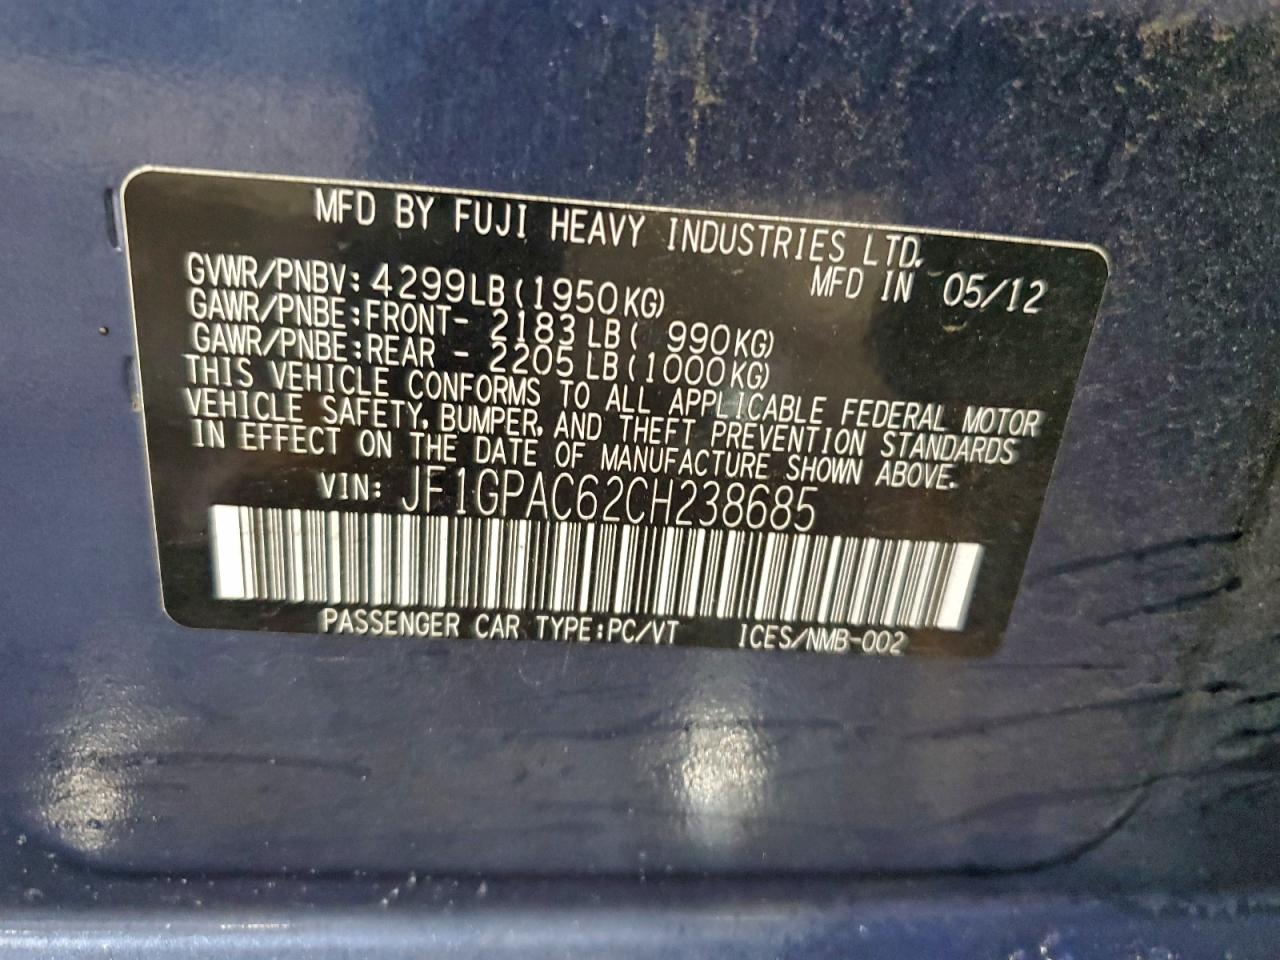 MFD BY FUJI HEAVY INDUSTRIES LTD.
MFD IN 05/12
GVWR/PNBV: 4299LB(1950KG)
GAWR/PNBE:FRONT- 2183LB( 990KG)
GAWR/PNBE:REAR - 2205LB(1000KG)
THIS VEHICLE CONFORMS TO ALL APPLICABLE FEDERAL MOTOR
VEHICLE SAFETY, BUMPER, AND THEFT PREVENTION STANDARDS
IN EFFECT ON THE DATE OF MANUFACTURE SHOWN ABOVE.
VIN: JF1GPAC62CH238685
PASSENGER CAR TYPE:PC/VT ICES/NMB-002